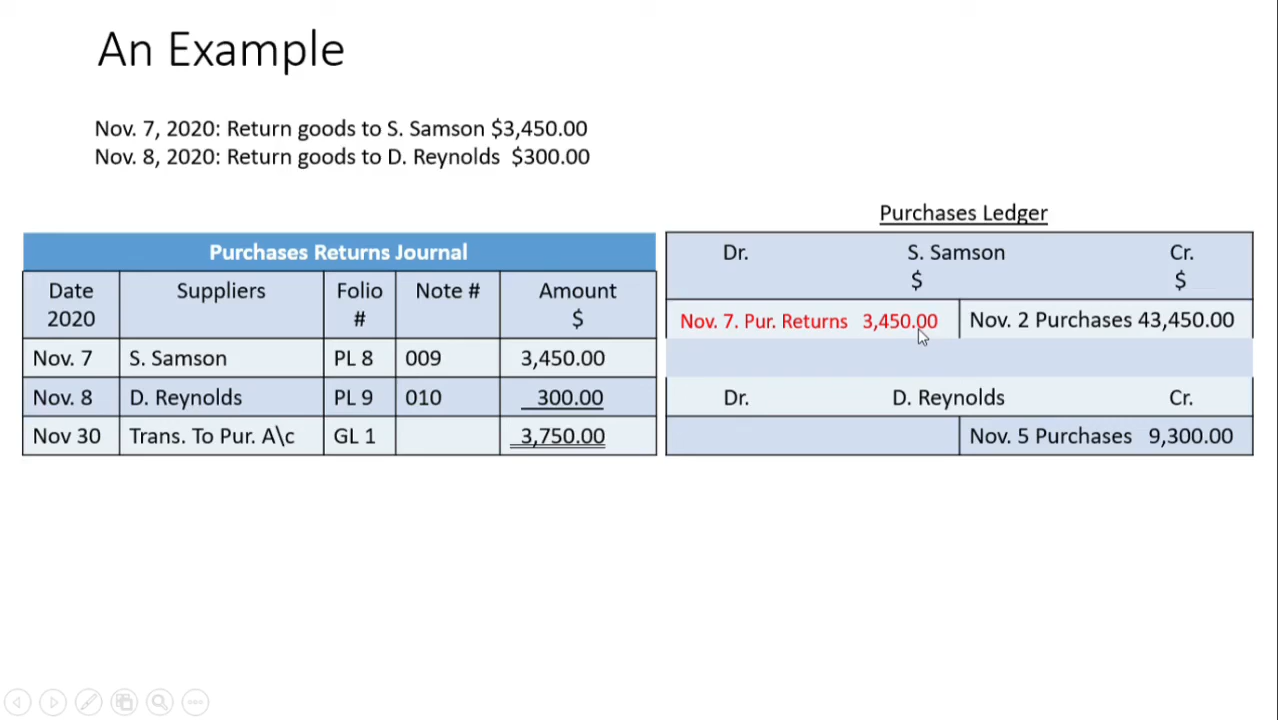 An Example
Nov. 7, 2020: Return goods to S. Samson $3,450.00
Nov. 8, 2020: Return goods to D. Reynolds $300.00
Purchases Returns Journal
Date 2020 Suppliers Folio # Note # Amount $
Nov. 7 S. Samson PL 8 009 3,450.00
Nov. 8 D. Reynolds PL 9 010 300.00
Nov 30 Trans. To Pur. A\c GL 1 3,750.00
Purchases Ledger
Dr. S. Samson Cr.
$ $
Nov. 7. Pur. Returns 3,450.00 Nov. 2 Purchases 43,450.00
Dr. D. Reynolds Cr.
Nov. 5 Purchases 9,300.00